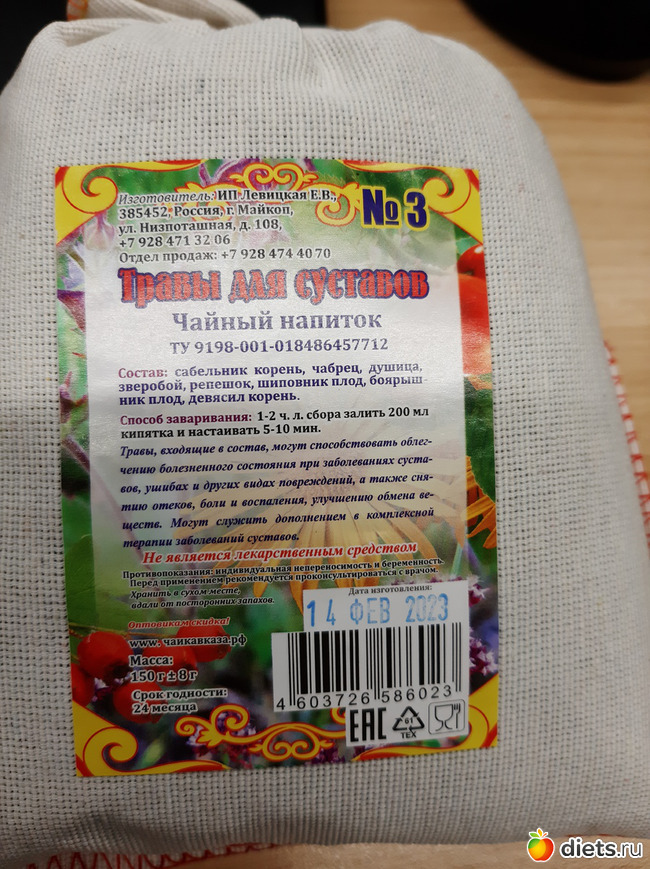 Изготовитель: ИП Левицкая Е.В.,
385452, Россия, г. Майкоп,
ул. Низпоташная, д. 108,
+7 928 471 32 06
Отдел продаж: +7 928 474 40 70
№ 3
Травы для суставов
Чайный напиток
ТУ 9198-001-018486457712
Состав: сабельник корень, чабрец, душица,
зверобой, репешок, шиповник плод, боярыш-
ник плод, девясил корень.
Способ заваривания: 1-2 ч. л. сбора залить 200 мл
кипятка и настаивать 5-10 мин.
Травы, входящие в состав, могут способствовать облег-
чению болезненного состояния при заболеваниях суста-
вов, ушибах и других видах повреждений, а также сня-
тию отеков, боли и воспаления, улучшению обмена ве-
ществ. Могут служить дополнением в комплексной
терапии заболеваний суставов.
Не является лекарственным средством
Противопоказания: индивидуальная непереносимость и беременность.
Перед применением рекомендуется проконсультироваться с врачом.
Хранить в сухом месте,
вдали от посторонних запахов.
Оптовикам скидка!
www. чаикавказа.рф
Масса:
150 г ± 8 г
Срок годности:
24 месяца
Дата изготовления:
14 ФЕВ 2023
4 603726 586023
EAC
61
ТЕХ
diets.ru